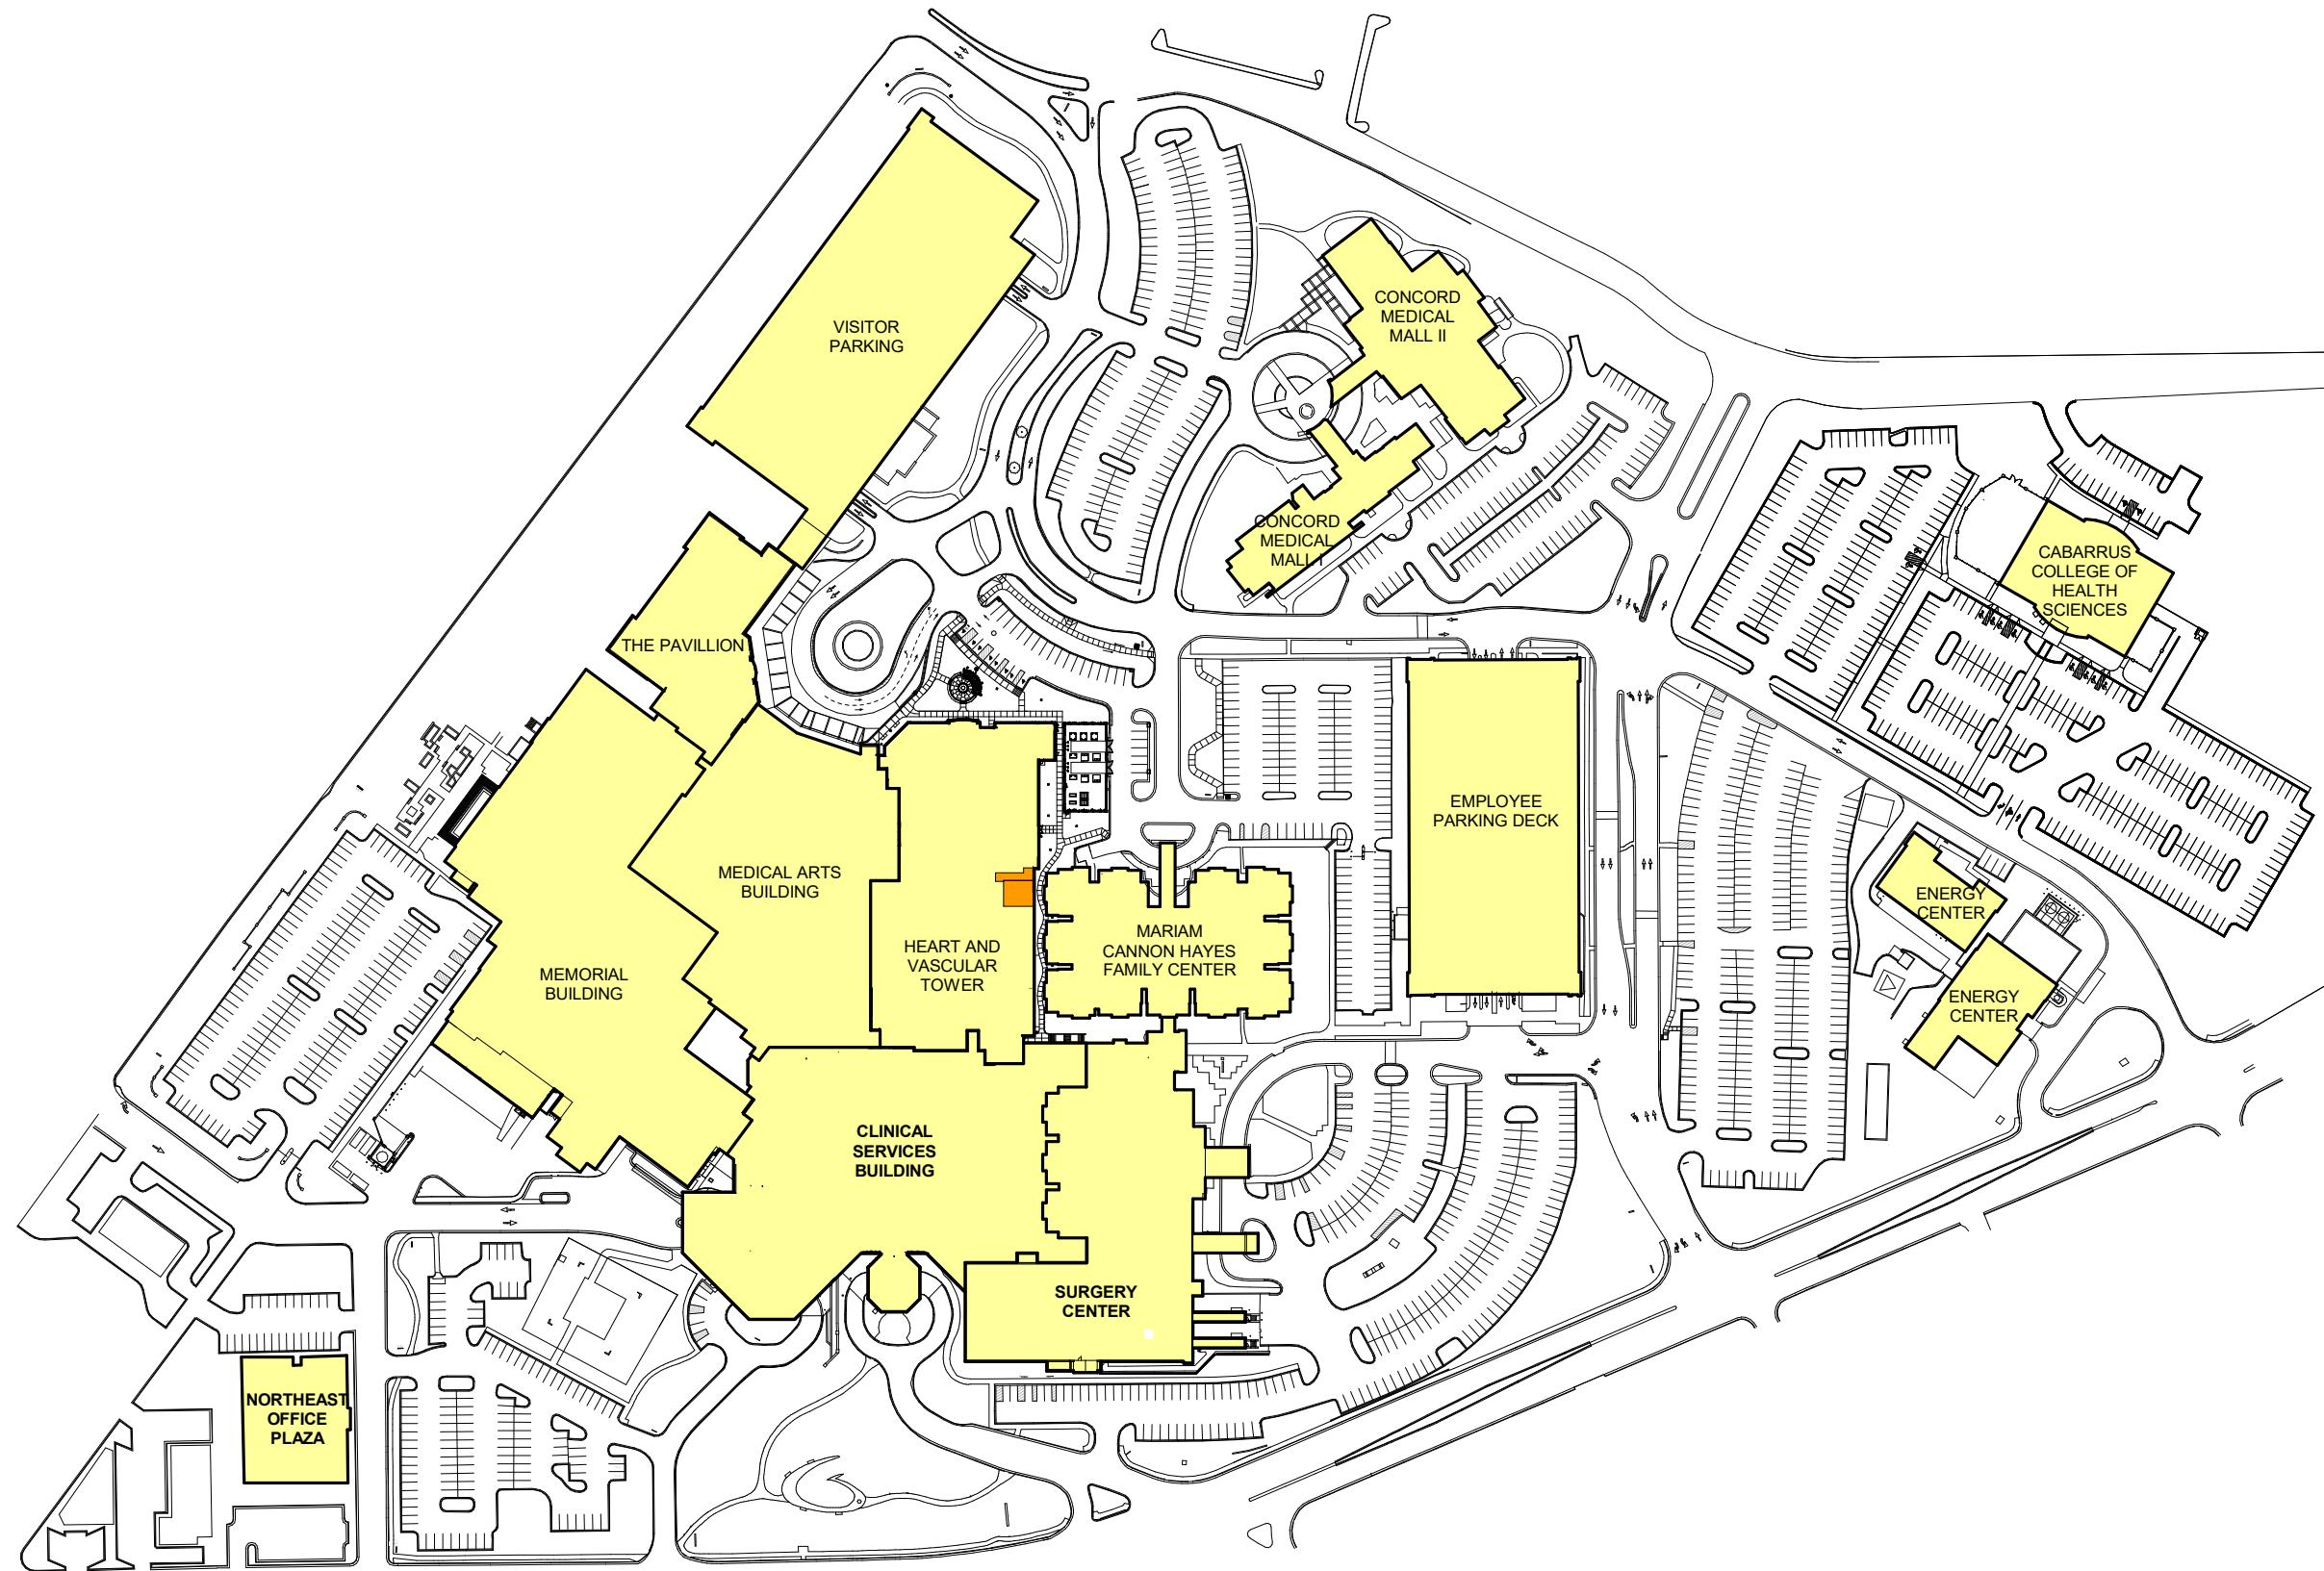 VISITOR
PARKING
CONCORD
MEDICAL
MALL II
CONCORD
MEDICAL
MALL I
CABARRUS
COLLEGE OF
HEALTH
SCIENCES
THE PAVILLION
EMPLOYEE
PARKING DECK
MEDICAL ARTS
BUILDING
HEART AND
VASCULAR
TOWER
MARIAM
CANNON HAYES
FAMILY CENTER
ENERGY
CENTER
MEMORIAL
BUILDING
ENERGY
CENTER
CLINICAL
SERVICES
BUILDING
SURGERY
CENTER
NORTHEAST
OFFICE
PLAZA